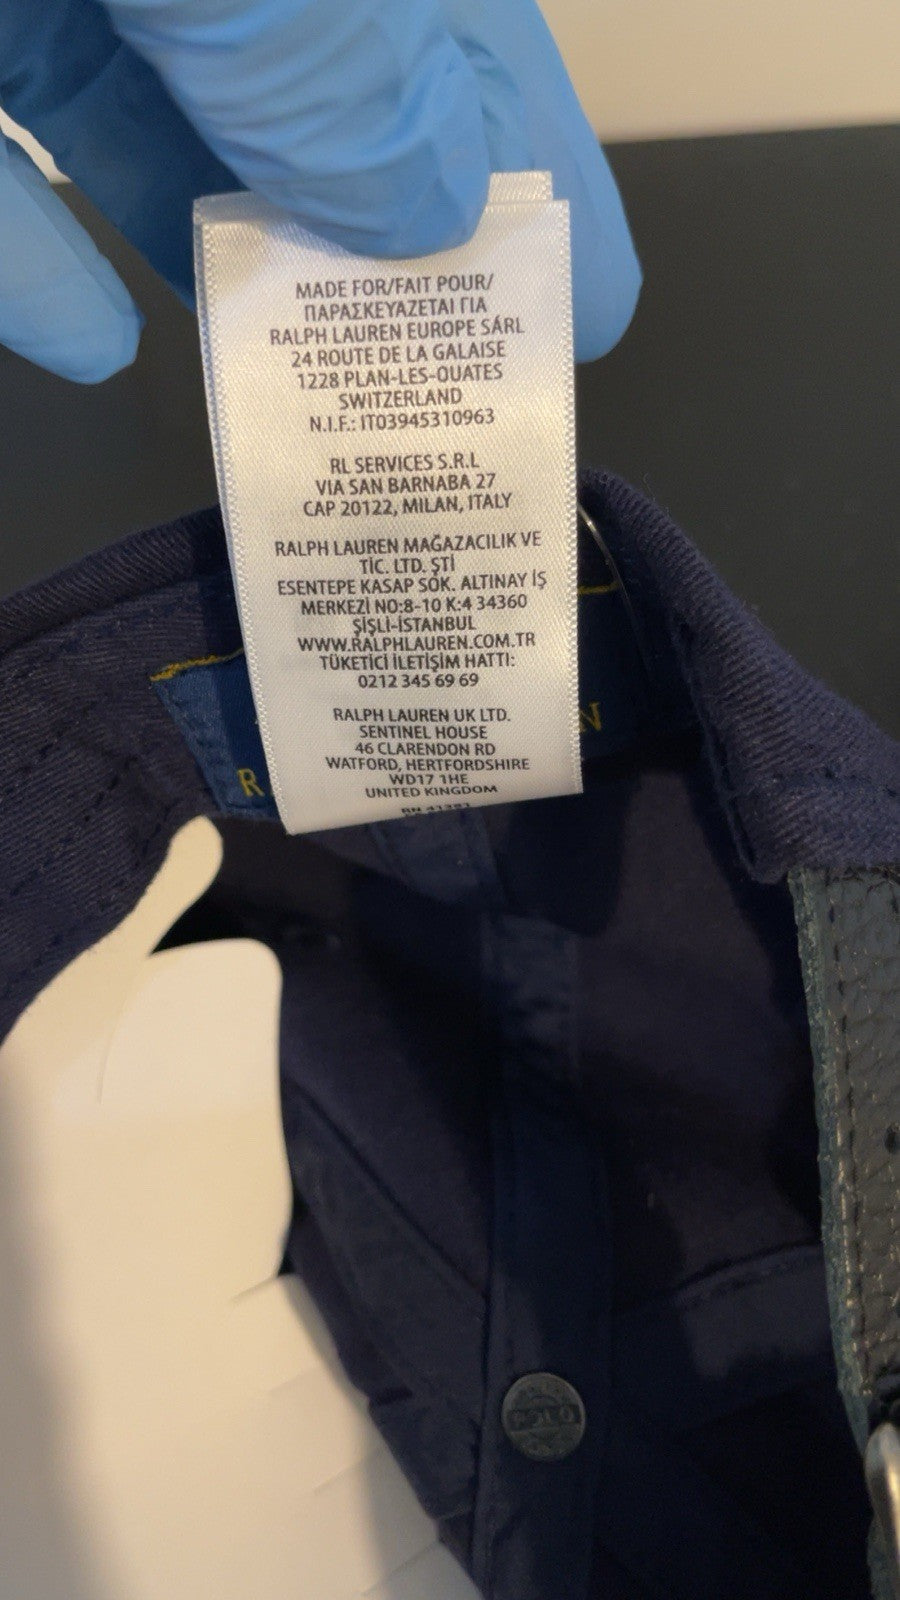 MADE FOR/FAIT POUR/
ΠΑΡΑΣΚΕΥΑΖΕΤΑΙ ΓΙΑ
RALPH LAUREN EUROPE SÁRL
24 ROUTE DE LA GALAISE
1228 PLAN-LES-OUATES
SWITZERLAND
N.I.F.: IT03945310963
RL SERVICES S.R.L
VIA SAN BARNABA 27
CAP 20122, MILAN, ITALY
RALPH LAUREN MAĞAZACILIK VE
TİC. LTD. ŞTİ
ESENTEPE KASAP SOK. ALTINAY İŞ
MERKEZİ NO:8-10 K:4 34360
ŞİŞLİ-İSTANBUL
WWW.RALPHLAUREN.COM.TR
TÜKETİCİ İLETİŞİM HATTI:
0212 345 69 69
RALPH LAUREN UK LTD.
SENTINEL HOUSE
46 CLARENDON RD
WATFORD, HERTFORDSHIRE
WD17 1HE
UNITED KINGDOM
RN 41381
R
N
POLO